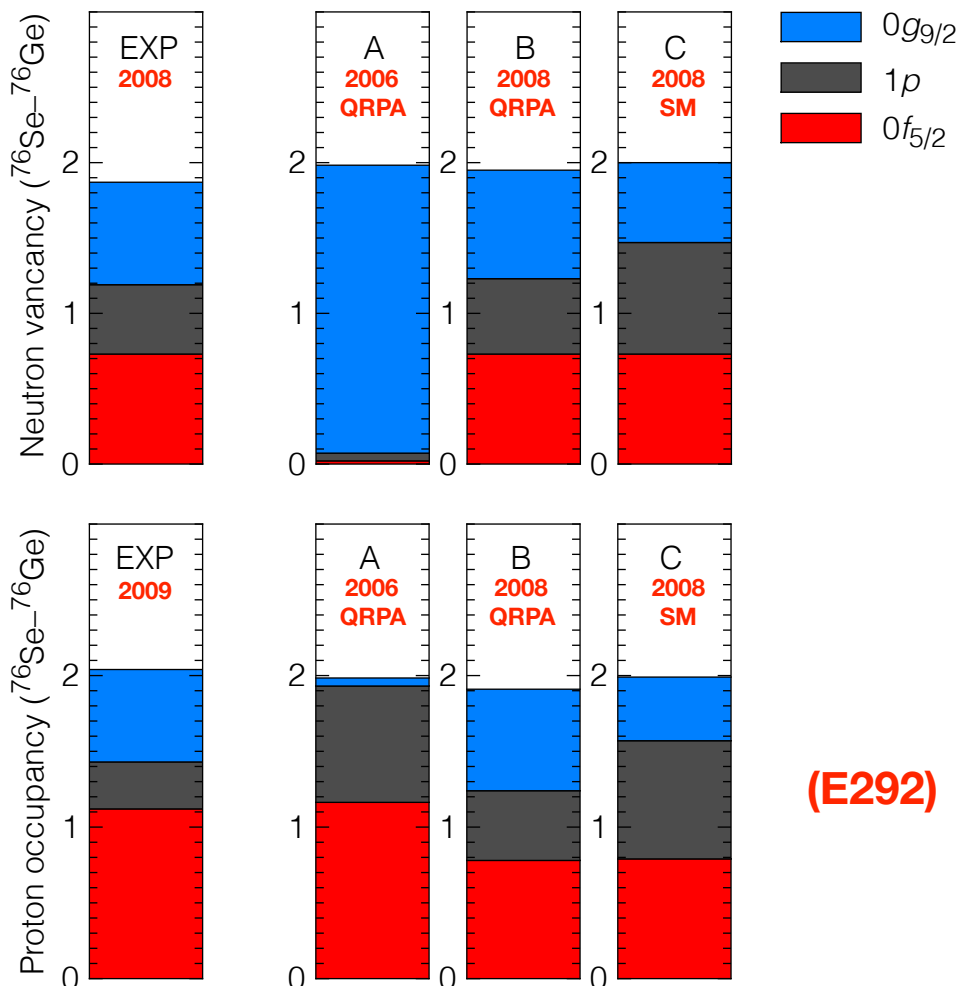 Neutron vancancy (⁷⁶Se–⁷⁶Ge)
EXP
2008
A
2006
QRPA
B
2008
QRPA
C
2008
SM
0g9/2
1p
0f5/2
2
1
0
2
1
0
2
1
0
2
1
0
Proton occupancy (⁷⁶Se–⁷⁶Ge)
EXP
2009
A
2006
QRPA
B
2008
QRPA
C
2008
SM
2
1
0
2
1
0
2
1
0
2
1
0
(E292)